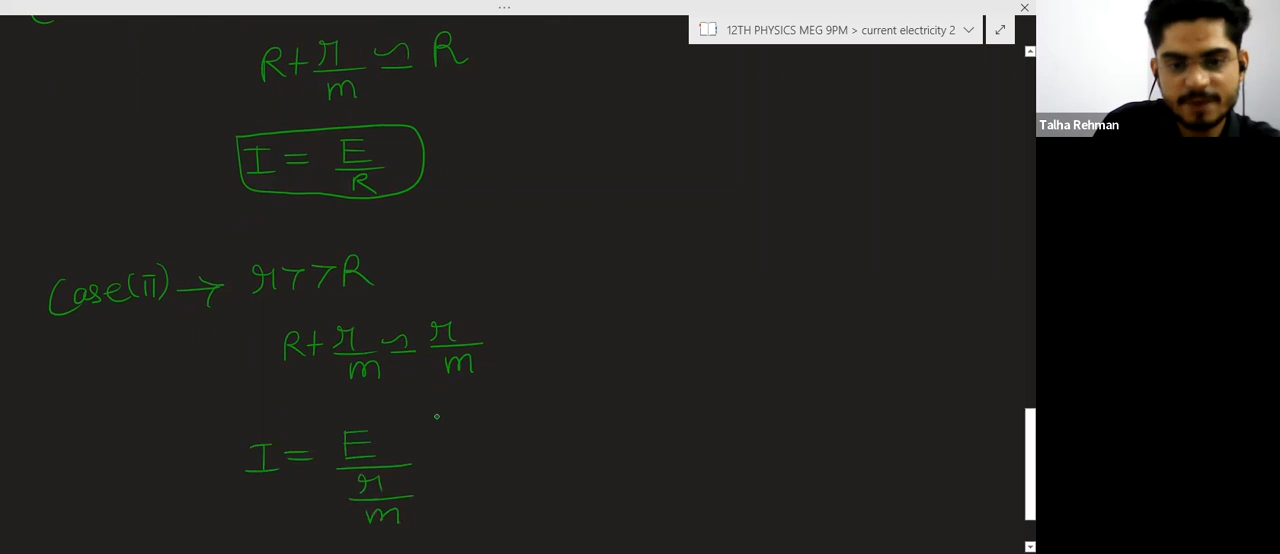 12TH PHYSICS MEG 9PM > current electricity 2
Talha Rehman
R + r/m ≃ R
I = E/R
Case(ii) → r >> R
R + r/m ≃ r/m
I = E/(r/m)